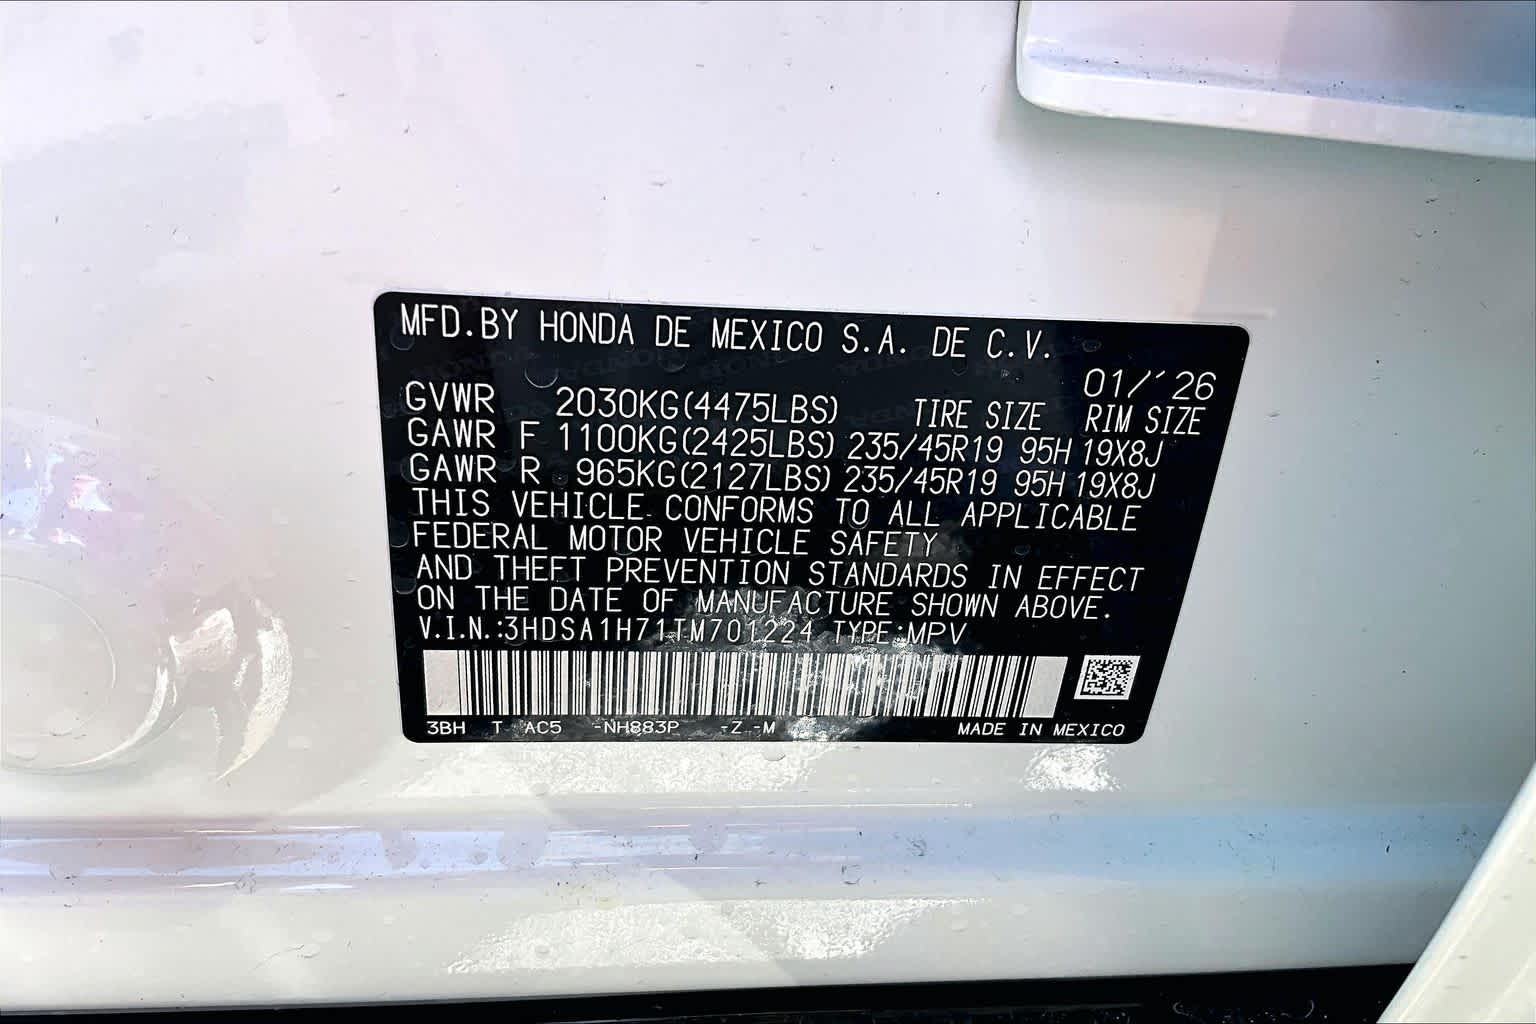 MFD.BY HONDA DE MEXICO S.A. DE C.V.
01/'26
GVWR 2030KG(4475LBS) TIRE SIZE RIM SIZE
GAWR F 1100KG(2425LBS) 235/45R19 95H 19X8J
GAWR R 965KG(2127LBS) 235/45R19 95H 19X8J
THIS VEHICLE CONFORMS TO ALL APPLICABLE
FEDERAL MOTOR VEHICLE SAFETY
AND THEFT PREVENTION STANDARDS IN EFFECT
ON THE DATE OF MANUFACTURE SHOWN ABOVE.
V.I.N.:3HDSA1H71TM701224 TYPE:MPV
3BH T AC5 -NH883P -Z -M MADE IN MEXICO